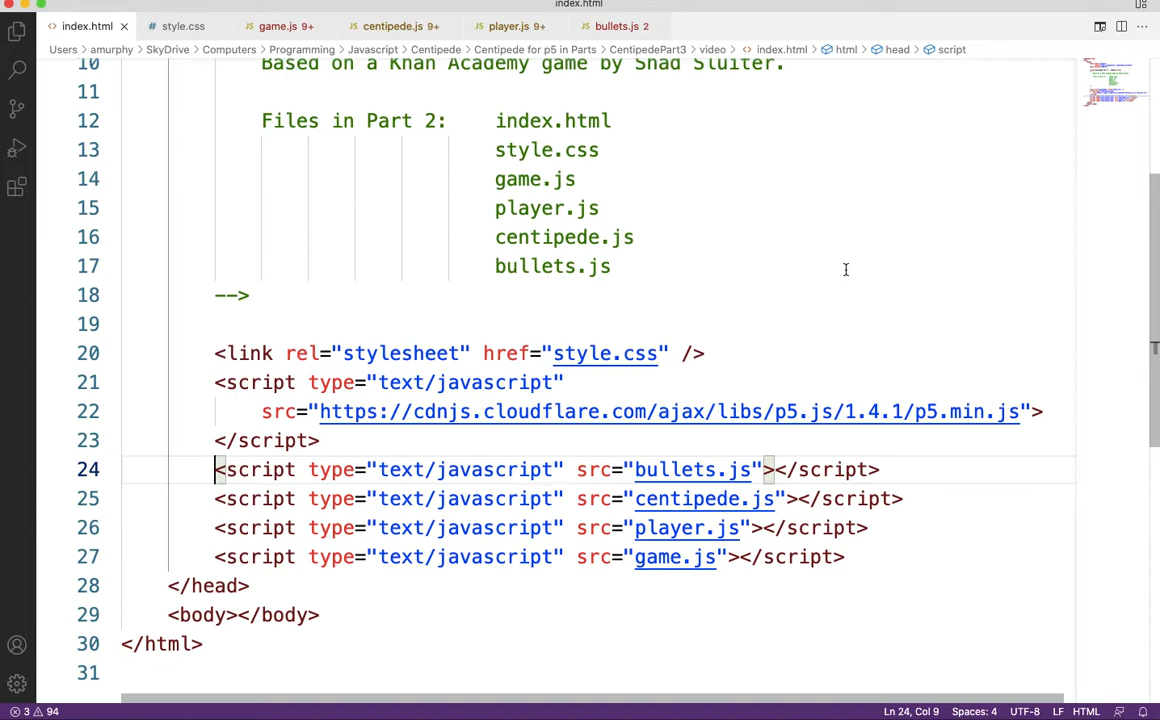 index.html
index.html × style.css JS game.js 9+ JS centipede.js 9+ JS player.js 9+ JS bullets.js 2 ...
Users > amurphy > SkyDrive > Computers > Programming > Javascript > Centipede > Centipede for p5 in Parts > CentipedePart3 > video > index.html > html > head > script
10 Based on a Khan Academy game by Shad Sluiter.
11
12 Files in Part 2: index.html
13 style.css
14 game.js
15 player.js
16 centipede.js
17 bullets.js
18 -->
19
20 <link rel="stylesheet" href="style.css" />
21 <script type="text/javascript"
22 src="https://cdnjs.cloudflare.com/ajax/libs/p5.js/1.4.1/p5.min.js">
23 </script>
24 <script type="text/javascript" src="bullets.js"></script>
25 <script type="text/javascript" src="centipede.js"></script>
26 <script type="text/javascript" src="player.js"></script>
27 <script type="text/javascript" src="game.js"></script>
28 </head>
29 <body></body>
30 </html>
31
3 94 Ln 24, Col 9 Spaces: 4 UTF-8 LF HTML